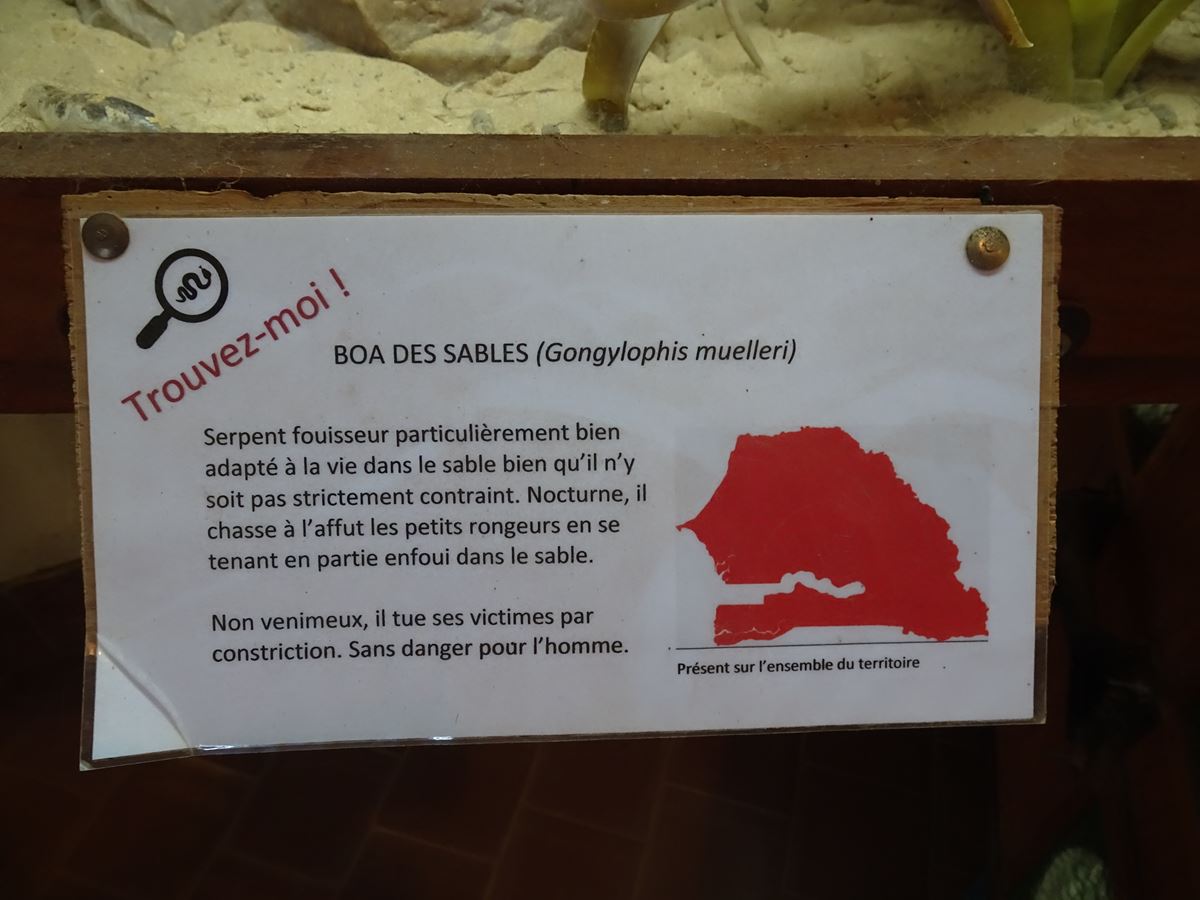 Trouvez-moi !
BOA DES SABLES (Gongylophis muelleri)
Serpent fouisseur particulièrement bien
adapté à la vie dans le sable bien qu'il n'y
soit pas strictement contraint. Nocturne, il
chasse à l'affut les petits rongeurs en se
tenant en partie enfoui dans le sable.
Non venimeux, il tue ses victimes par
constriction. Sans danger pour l'homme.
Présent sur l'ensemble du territoire